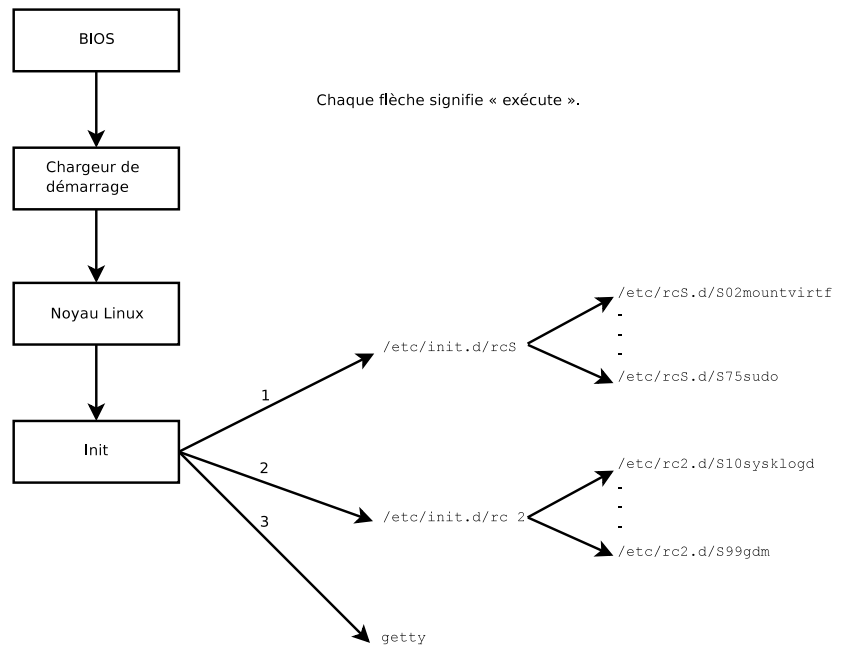 BIOS
Chaque flèche signifie « exécute ».
Chargeur de
démarrage
Noyau Linux
Init
1
2
3
/etc/init.d/rcS
/etc/rcS.d/S02mountvirtf
-
-
-
/etc/rcS.d/S75sudo
/etc/init.d/rc 2
/etc/rc2.d/S10sysklogd
-
-
-
/etc/rc2.d/S99gdm
getty